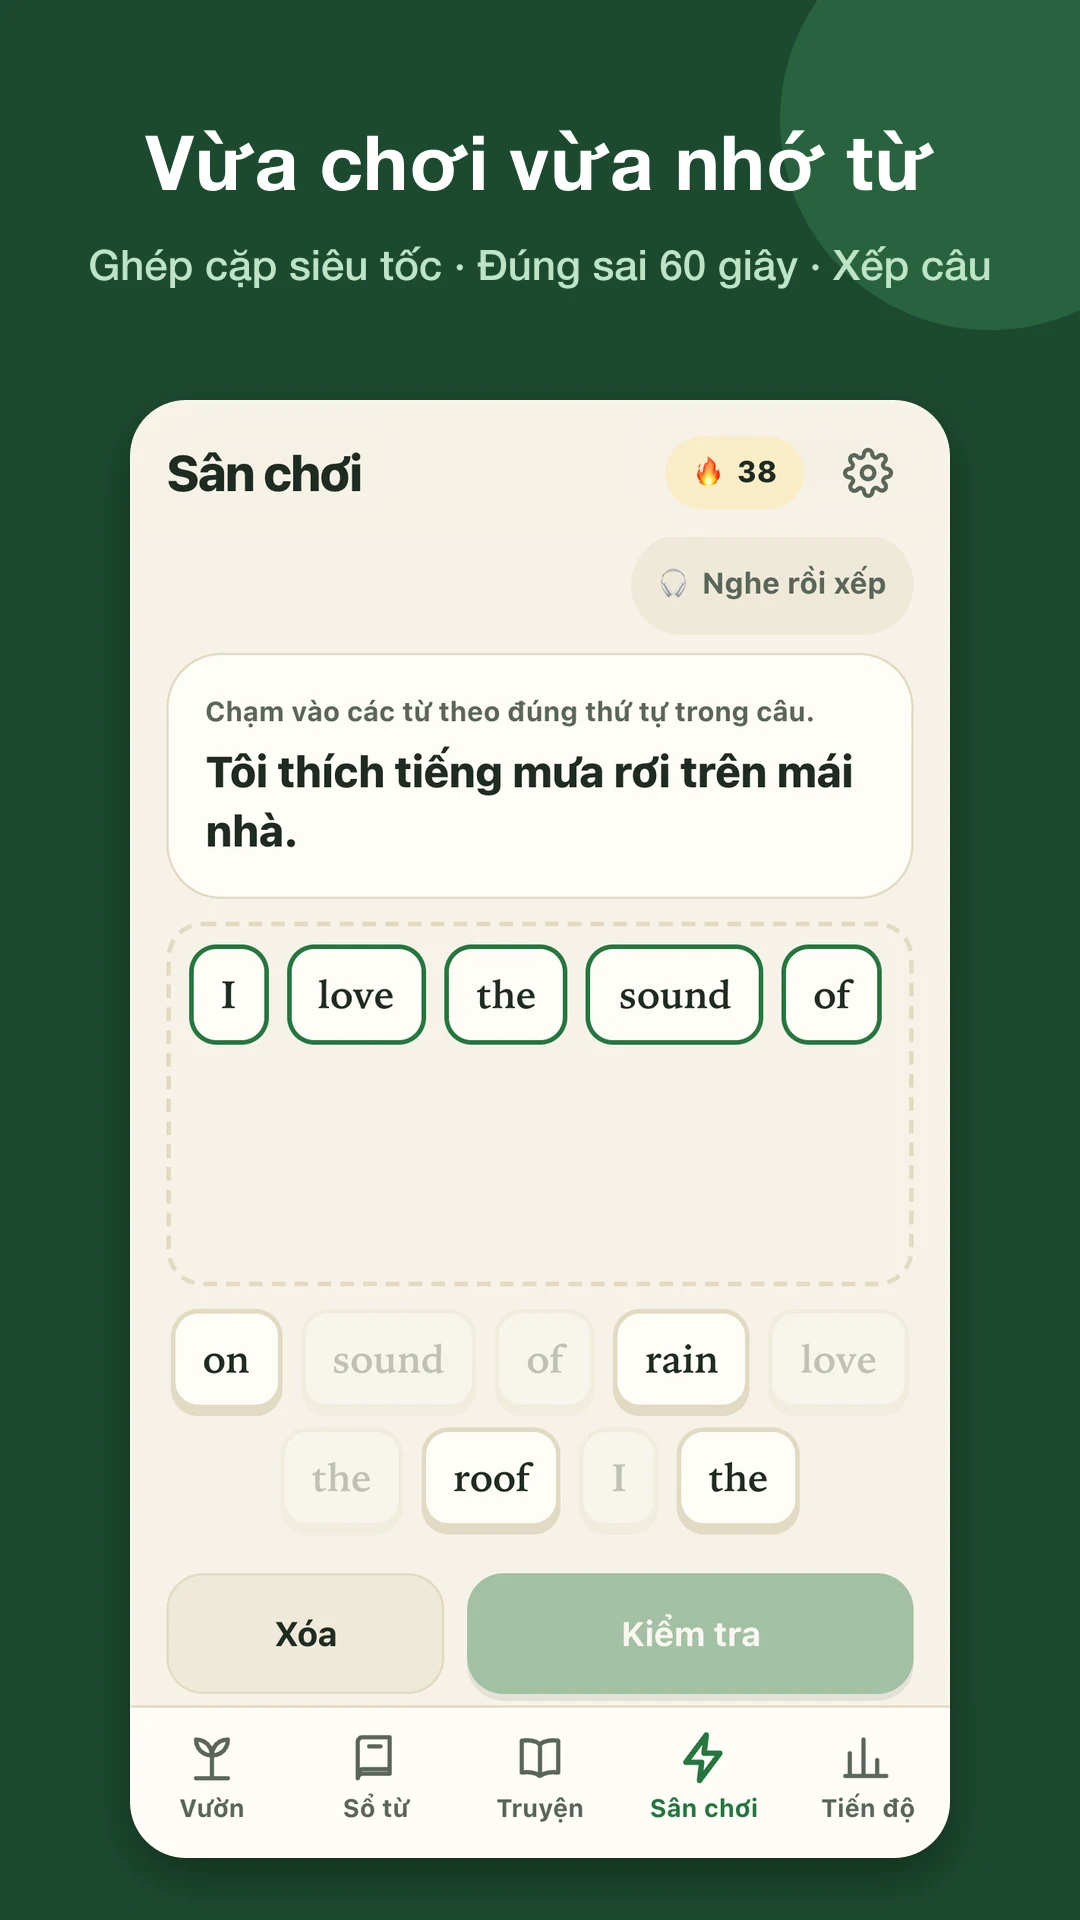 Vừa chơi vừa nhớ từ
Ghép cặp siêu tốc · Đúng sai 60 giây · Xếp câu
Sân chơi
38
Nghe rồi xếp
Chạm vào các từ theo đúng thứ tự trong câu.
Tôi thích tiếng mưa rơi trên mái
nhà.
I love the sound of
on sound of rain love
the roof I the
Xóa Kiểm tra
Vườn Sổ từ Truyện Sân chơi Tiến độ